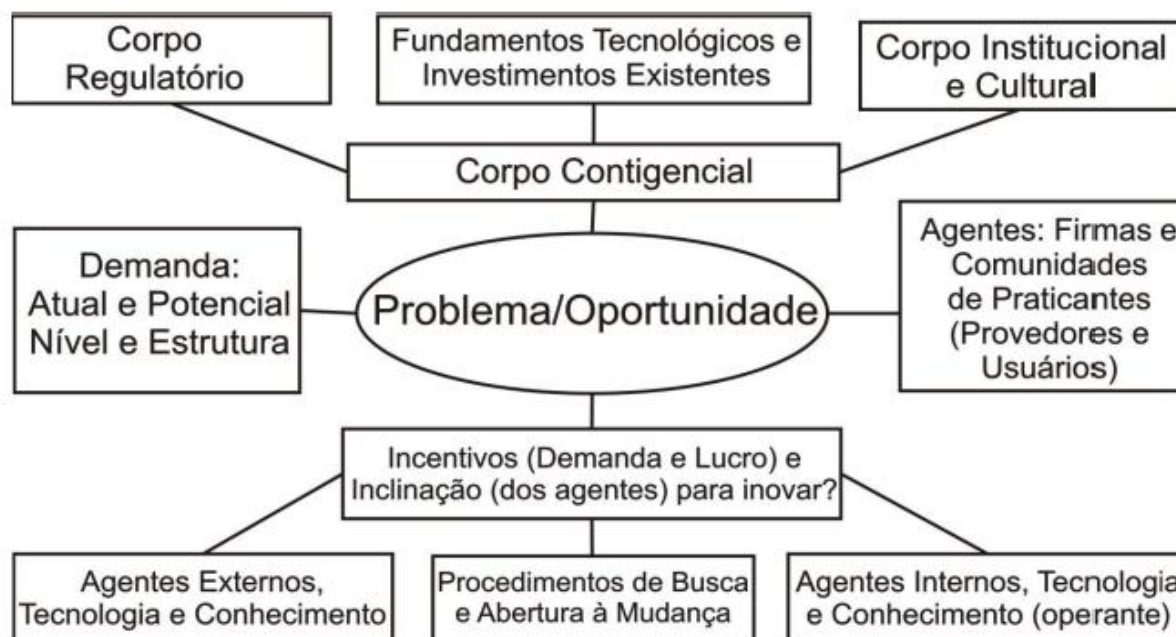 Corpo
Regulatório
Fundamentos Tecnológicos e
Investimentos Existentes
Corpo Institucional
e Cultural
Corpo Contigencial
Demanda:
Atual e Potencial
Nível e Estrutura
Problema/Oportunidade
Agentes: Firmas e
Comunidades
de Praticantes
(Provedores e
Usuários)
Incentivos (Demanda e Lucro) e
Inclinação (dos agentes) para inovar?
Agentes Externos,
Tecnologia e Conhecimento
Procedimentos de Busca
e Abertura à Mudança
Agentes Internos, Tecnologia
e Conhecimento (operante)